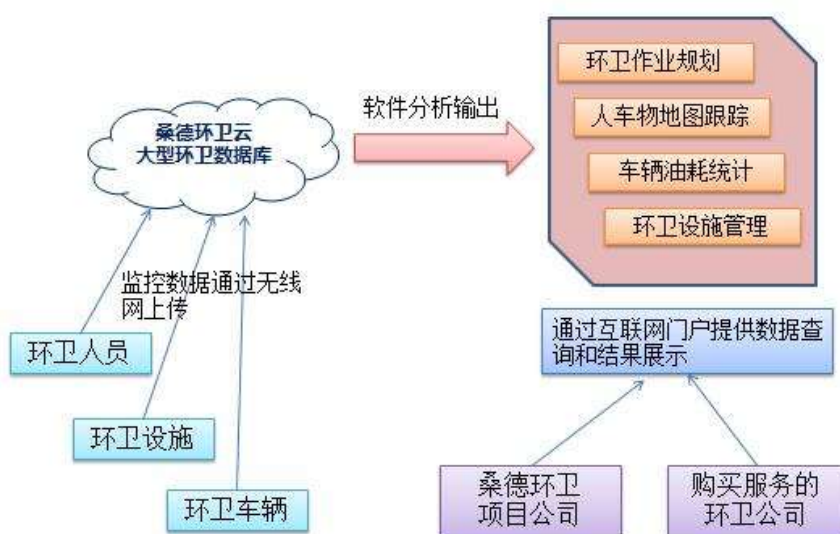 桑德环卫云
大型环卫数据库
软件分析输出
环卫作业规划
人车物地图跟踪
车辆油耗统计
环卫设施管理
监控数据通过无线
网上传
环卫人员
环卫设施
环卫车辆
通过互联网门户提供数据查
询和结果展示
桑德环卫
项目公司
购买服务的
环卫公司